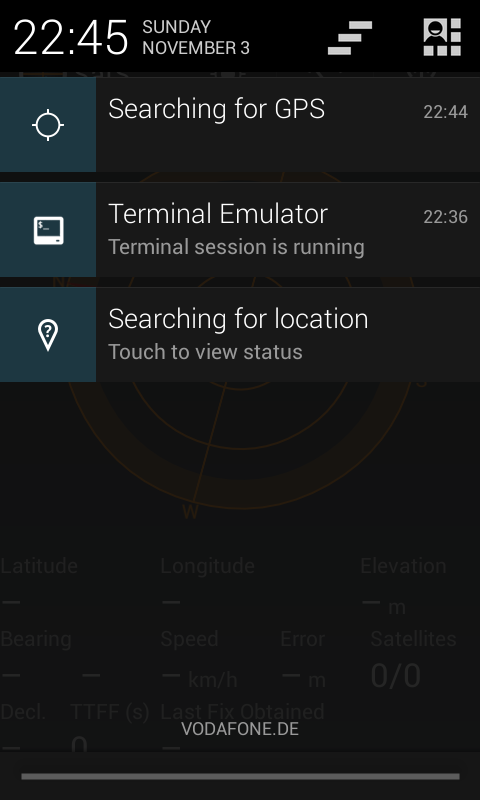 22:45
SUNDAY
NOVEMBER 3
Searching for GPS
22:44
$_
Terminal Emulator
22:36
Terminal session is running
?
Searching for location
Touch to view status
W
Latitude Longitude Elevation
– – – m
Bearing Speed Error Satellites
– – – km/h – m 0/0
Decl. TTFF (s) Last Fix Obtained
VODAFONE.DE
– 0 –